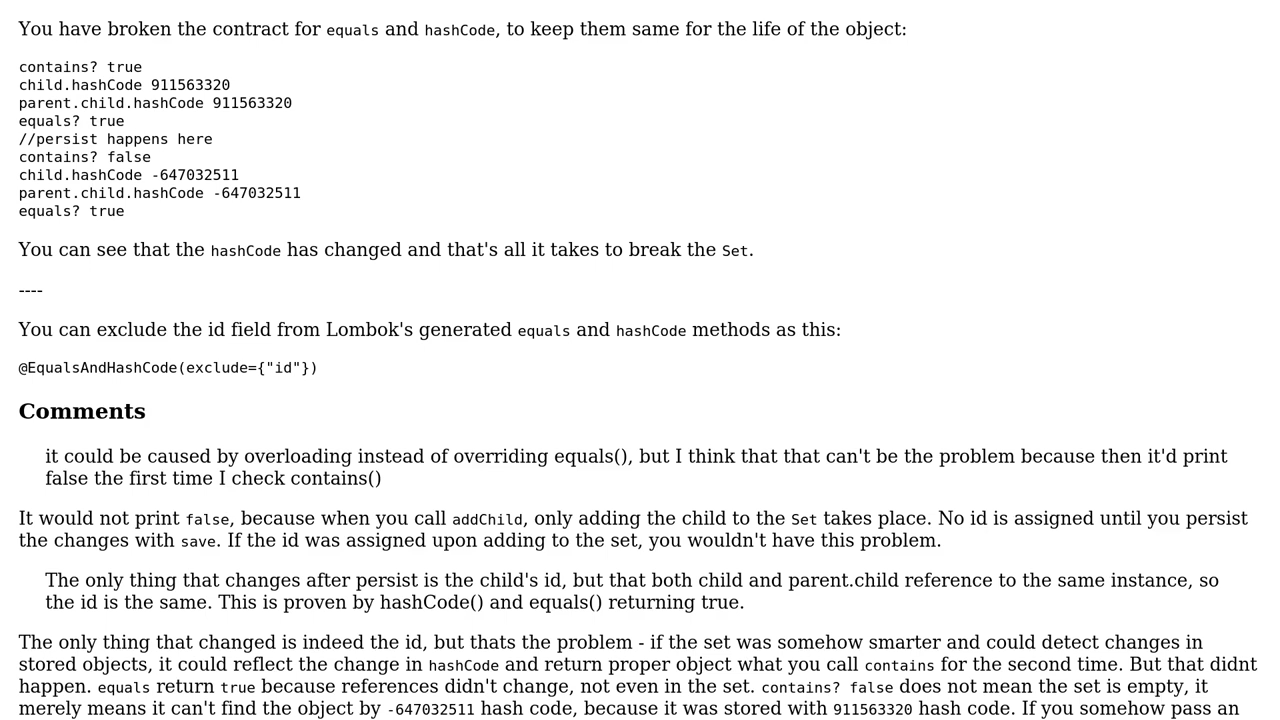 You have broken the contract for equals and hashCode, to keep them same for the life of the object:
contains? true
child.hashCode 911563320
parent.child.hashCode 911563320
equals? true
//persist happens here
contains? false
child.hashCode -647032511
parent.child.hashCode -647032511
equals? true
You can see that the hashCode has changed and that's all it takes to break the Set.
----
You can exclude the id field from Lombok's generated equals and hashCode methods as this:
@EqualsAndHashCode(exclude={"id"})
Comments
it could be caused by overloading instead of overriding equals(), but I think that that can't be the problem because then it'd print
false the first time I check contains()
It would not print false, because when you call addChild, only adding the child to the Set takes place. No id is assigned until you persist
the changes with save. If the id was assigned upon adding to the set, you wouldn't have this problem.
The only thing that changes after persist is the child's id, but that both child and parent.child reference to the same instance, so
the id is the same. This is proven by hashCode() and equals() returning true.
The only thing that changed is indeed the id, but thats the problem - if the set was somehow smarter and could detect changes in
stored objects, it could reflect the change in hashCode and return proper object what you call contains for the second time. But that didnt
happen. equals return true because references didn't change, not even in the set. contains? false does not mean the set is empty, it
merely means it can't find the object by -647032511 hash code, because it was stored with 911563320 hash code. If you somehow pass an